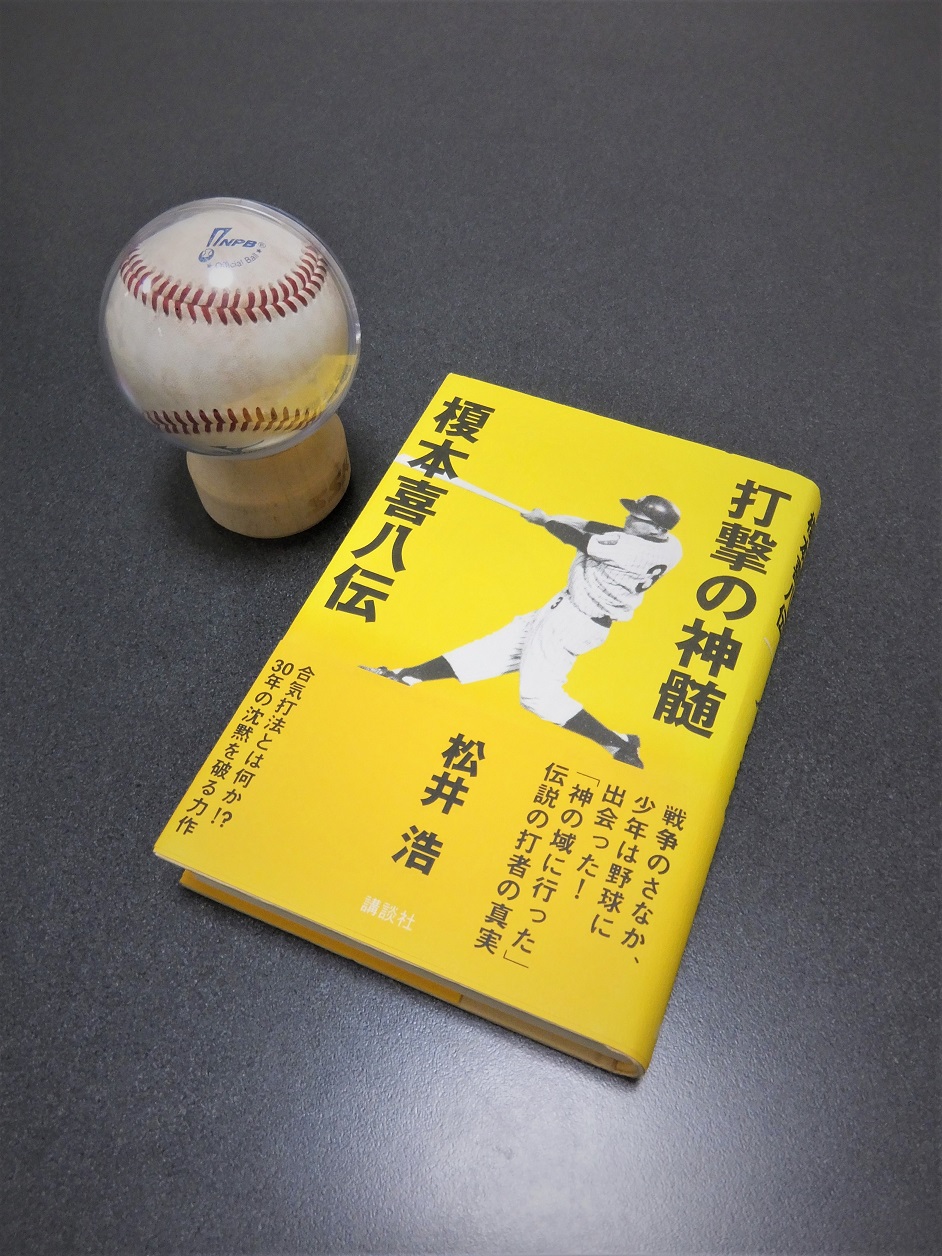 NPB
Official Ball
打撃の神髄
榎本喜八伝
戦争のさなか、
少年は野球に
出会った!
「神の域に行った」
伝説の打者の真実
松井 浩
合気打法とは何か!?
30年の沈黙を破る力作
講談社
3
3